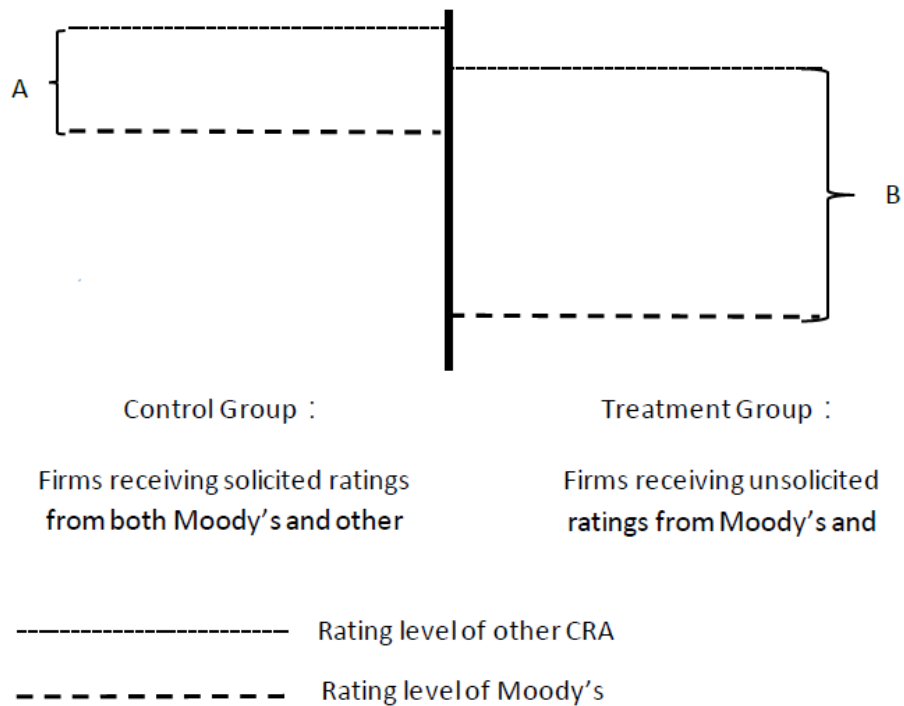 A
B
Control Group :
Firms receiving solicited ratings
from both Moody's and other
Treatment Group :
Firms receiving unsolicited
ratings from Moody's and
Rating level of other CRA
Rating level of Moody's